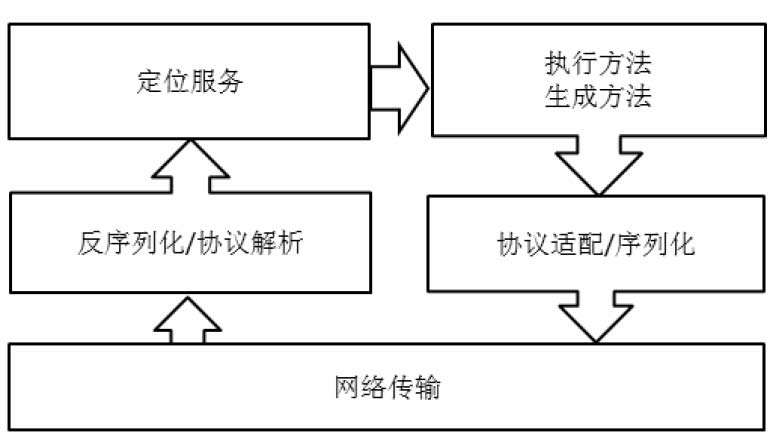 定位服务
执行方法
生成方法
反序列化/协议解析
协议适配/序列化
网络传输